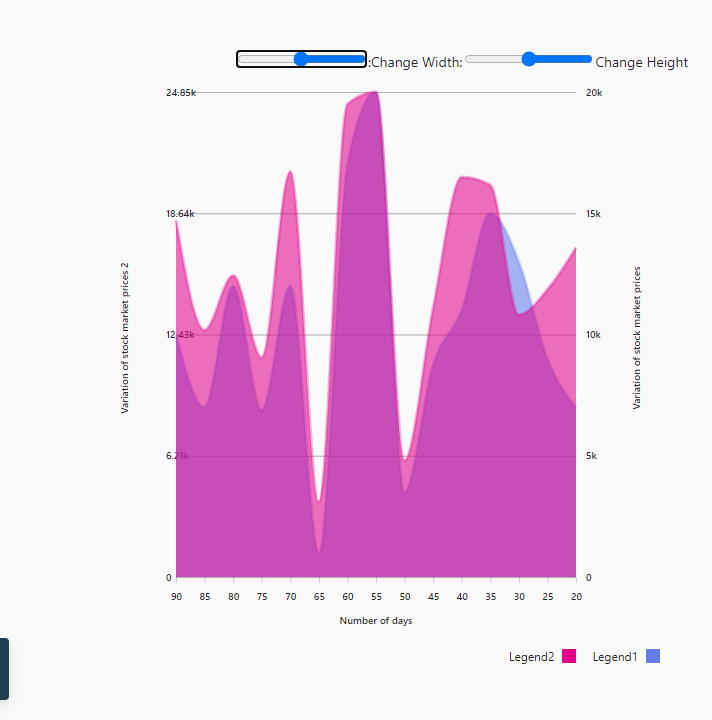 :Change Width: Change Height
24.85k
20k
18.64k
15k
12.43k
10k
6.21k
5k
0
0
Variation of stock market prices 2
Variation of stock market prices
90 85 80 75 70 65 60 55 50 45 40 35 30 25 20
Number of days
Legend2 Legend1